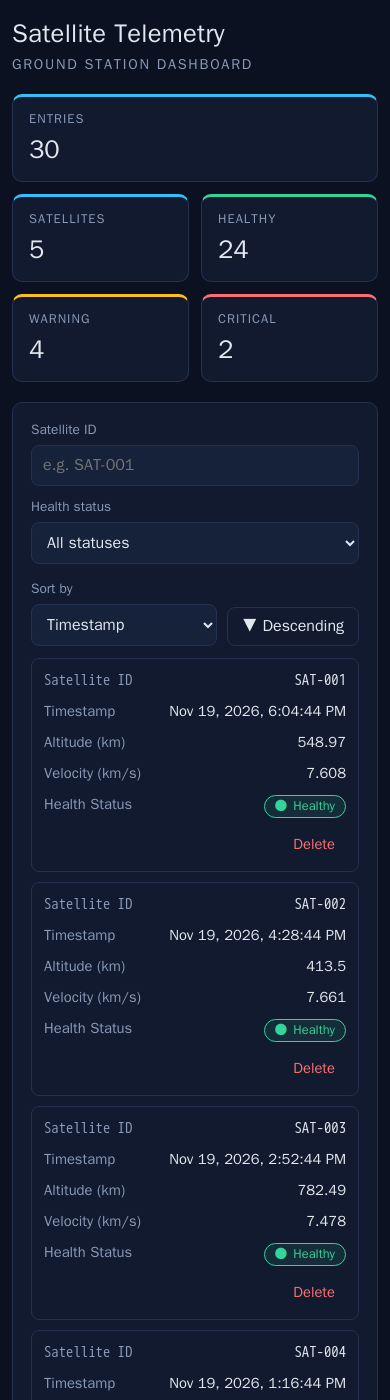 Satellite Telemetry
GROUND STATION DASHBOARD
ENTRIES
30
SATELLITES
5
HEALTHY
24
WARNING
4
CRITICAL
2
Satellite ID
e.g. SAT-001
Health status
All statuses
Sort by
Timestamp
▼ Descending
Satellite ID SAT-001
Timestamp Nov 19, 2026, 6:04:44 PM
Altitude (km) 548.97
Velocity (km/s) 7.608
Health Status Healthy
Delete
Satellite ID SAT-002
Timestamp Nov 19, 2026, 4:28:44 PM
Altitude (km) 413.5
Velocity (km/s) 7.661
Health Status Healthy
Delete
Satellite ID SAT-003
Timestamp Nov 19, 2026, 2:52:44 PM
Altitude (km) 782.49
Velocity (km/s) 7.478
Health Status Healthy
Delete
Satellite ID SAT-004
Timestamp Nov 19, 2026, 1:16:44 PM